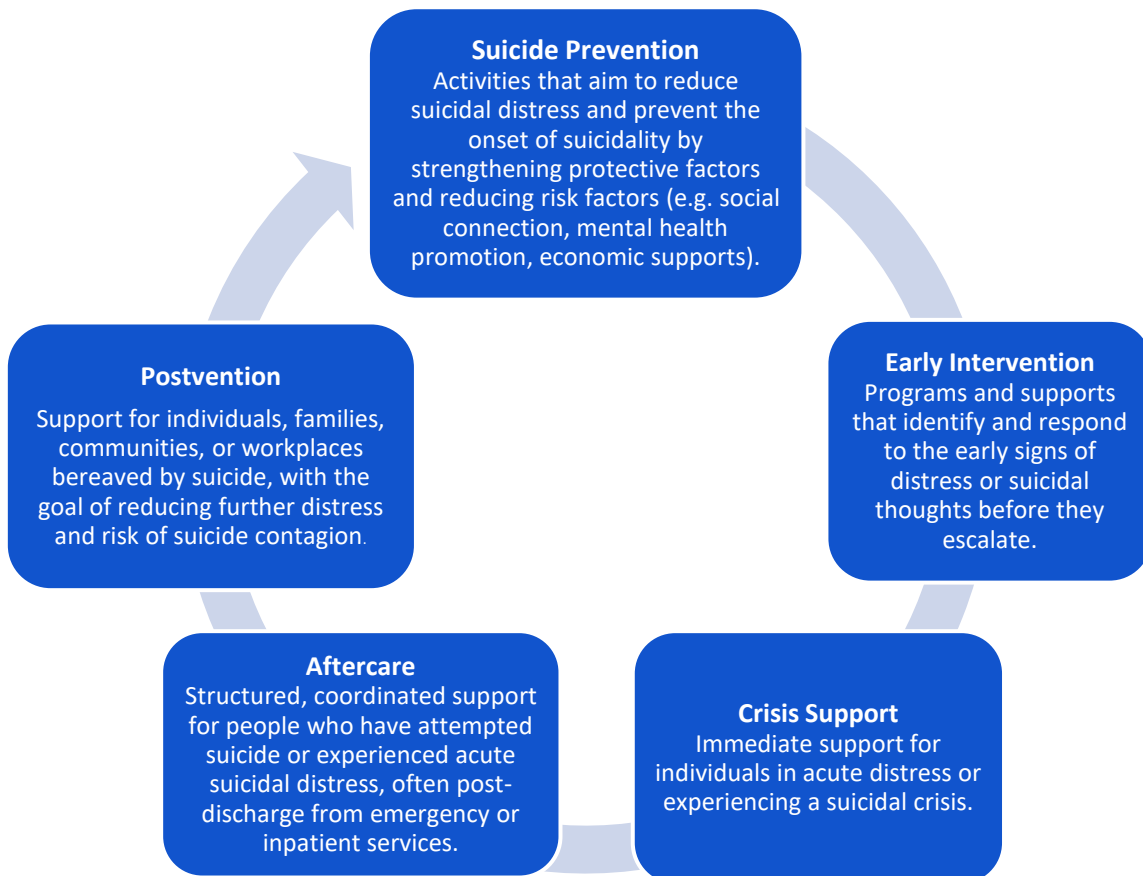 Suicide Prevention
Activities that aim to reduce
suicidal distress and prevent the
onset of suicidality by
strengthening protective factors
and reducing risk factors (e.g. social
connection, mental health
promotion, economic supports).
Early Intervention
Programs and supports
that identify and respond
to the early signs of
distress or suicidal
thoughts before they
escalate.
Crisis Support
Immediate support for
individuals in acute distress or
experiencing a suicidal crisis.
Aftercare
Structured, coordinated support
for people who have attempted
suicide or experienced acute
suicidal distress, often post-
discharge from emergency or
inpatient services.
Postvention
Support for individuals, families,
communities, or workplaces
bereaved by suicide, with the
goal of reducing further distress
and risk of suicide contagion.